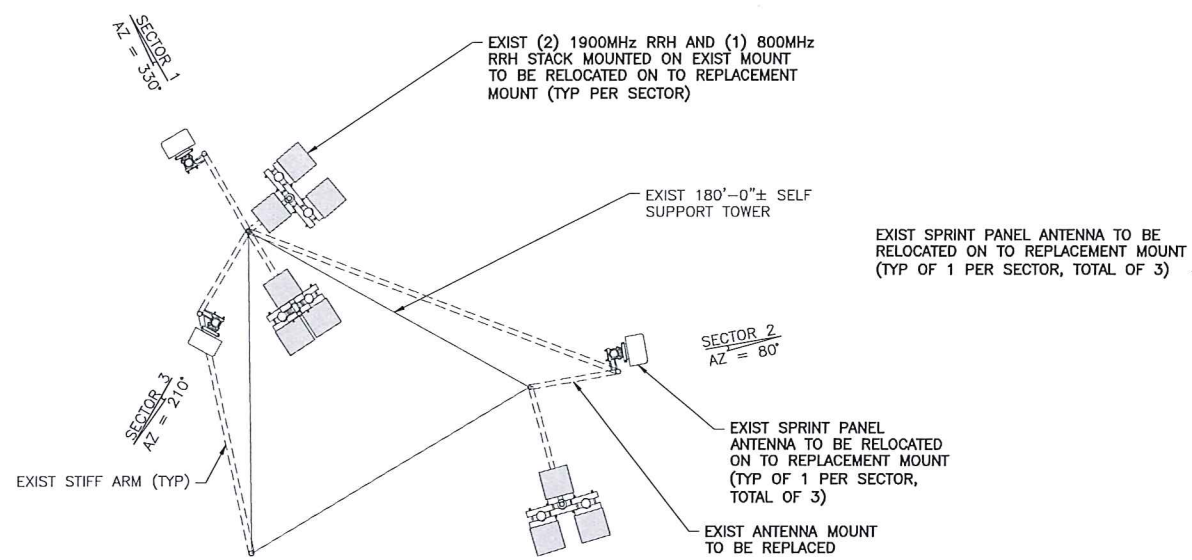 SECTOR 1
AZ = 330°
EXIST (2) 1900MHz RRH AND (1) 800MHz
RRH STACK MOUNTED ON EXIST MOUNT
TO BE RELOCATED ON TO REPLACEMENT
MOUNT (TYP PER SECTOR)
EXIST 180'-0"± SELF
SUPPORT TOWER
EXIST SPRINT PANEL ANTENNA TO BE
RELOCATED ON TO REPLACEMENT MOUNT
(TYP OF 1 PER SECTOR, TOTAL OF 3)
SECTOR 2
AZ = 80°
SECTOR 3
AZ = 210°
EXIST STIFF ARM (TYP)
EXIST SPRINT PANEL
ANTENNA TO BE RELOCATED
ON TO REPLACEMENT MOUNT
(TYP OF 1 PER SECTOR,
TOTAL OF 3)
EXIST ANTENNA MOUNT
TO BE REPLACED